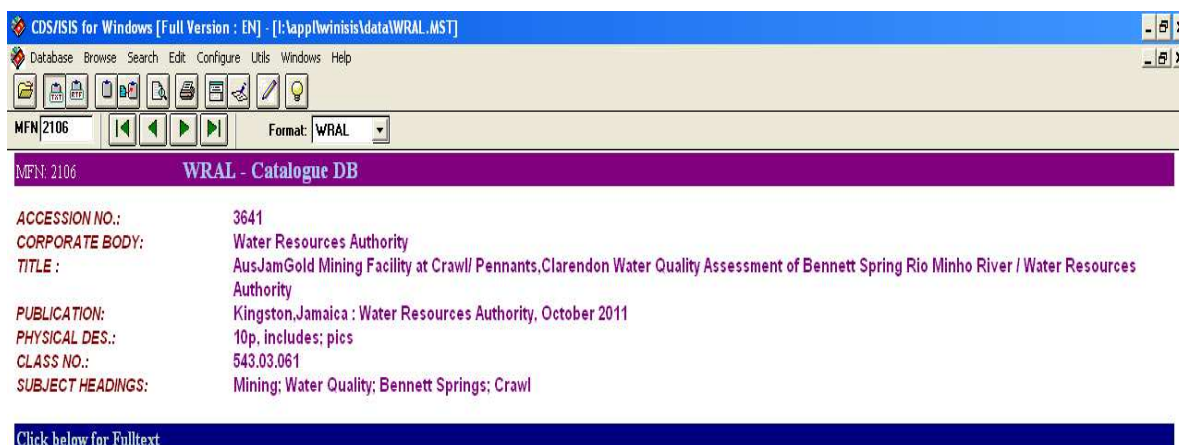 CDS/ISIS for Windows [Full Version : EN] - [I:\appl\winisis\data\WRAL.MST]
Database Browse Search Edit Configure Utils Windows Help
TXT RTF
MFN 2106 Format: WRAL
MFN: 2106 WRAL - Catalogue DB
ACCESSION NO.: 3641
CORPORATE BODY: Water Resources Authority
TITLE : AusJamGold Mining Facility at Crawl/ Pennants,Clarendon Water Quality Assessment of Bennett Spring Rio Minho River / Water Resources
Authority
PUBLICATION: Kingston,Jamaica : Water Resources Authority, October 2011
PHYSICAL DES.: 10p, includes; pics
CLASS NO.: 543.03.061
SUBJECT HEADINGS: Mining; Water Quality; Bennett Springs; Crawl
Click below for Fulltext